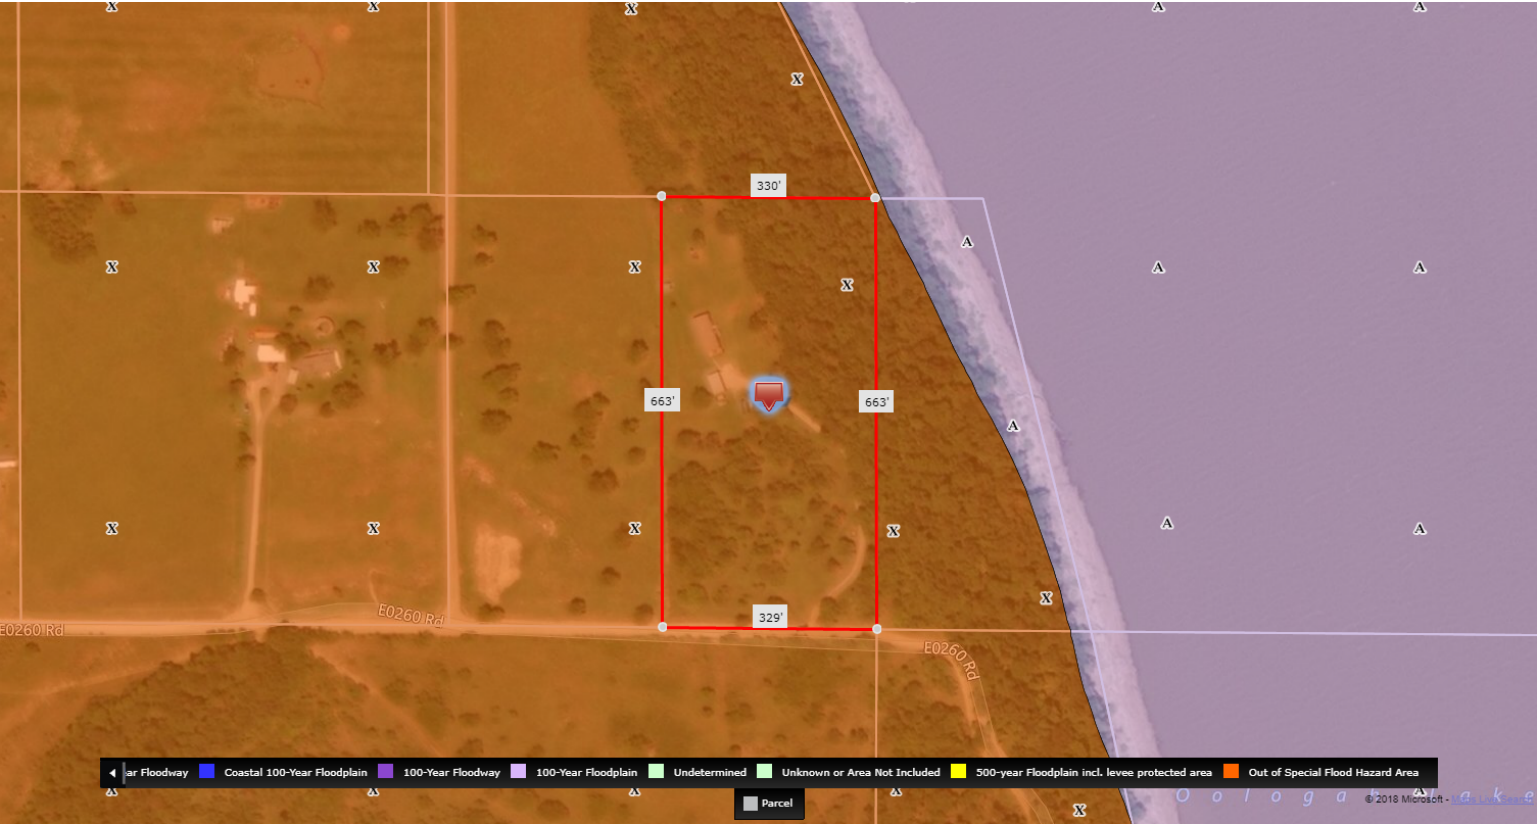 X X X A A
X
330'
A
X X X A A
X
663' 663'
A
X X X X A A
X
E0260 Rd
329'
E0260 Rd
E0260 Rd
ar Floodway Coastal 100-Year Floodplain 100-Year Floodway 100-Year Floodplain Undetermined Unknown or Area Not Included 500-year Floodplain incl. levee protected area Out of Special Flood Hazard Area
X X X X A
Parcel
© 2018 Microsoft -
X